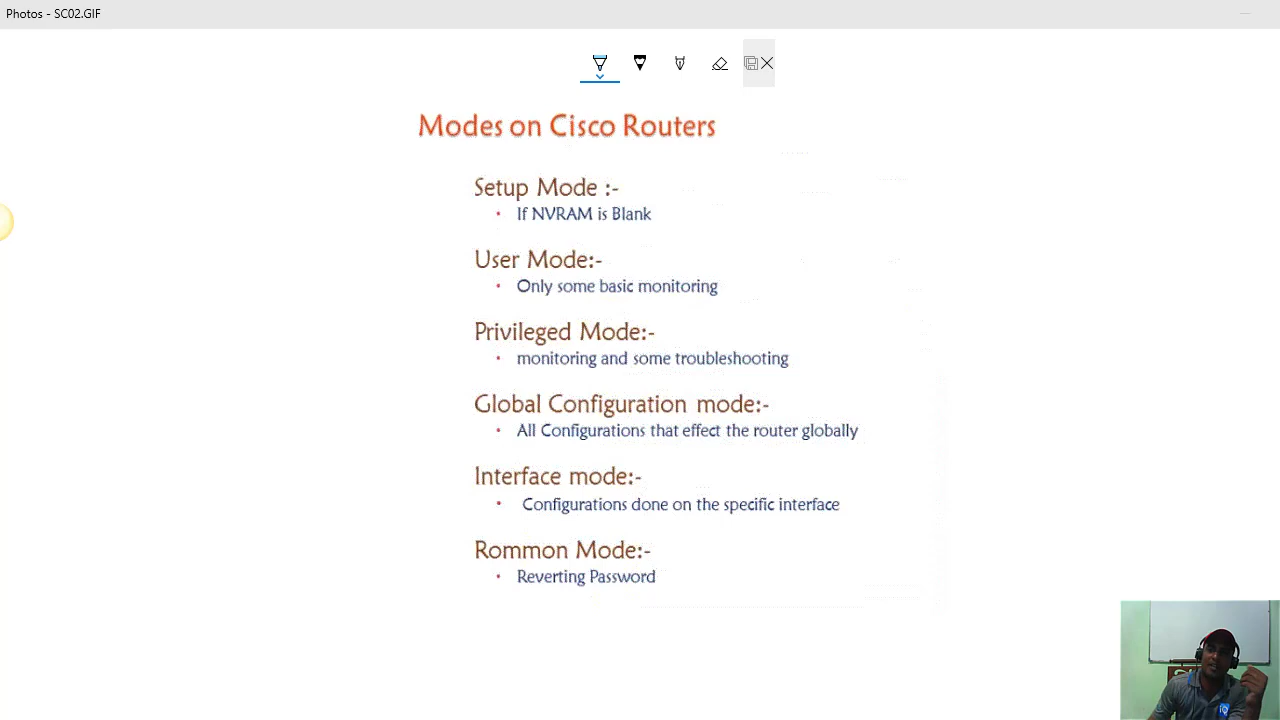 Photos - SC02.GIF
Modes on Cisco Routers
Setup Mode :-
• If NVRAM is Blank
User Mode:-
• Only some basic monitoring
Privileged Mode:-
• monitoring and some troubleshooting
Global Configuration mode:-
• All Configurations that effect the router globally
Interface mode:-
• Configurations done on the specific interface
Rommon Mode:-
• Reverting Password